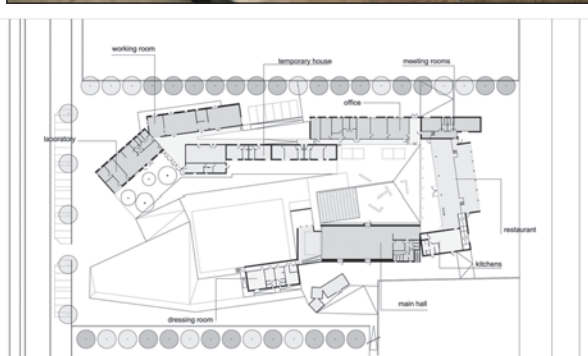 working room
temporary house
meeting rooms
office
laboratory
restaurant
kitchens
main hall
dressing room